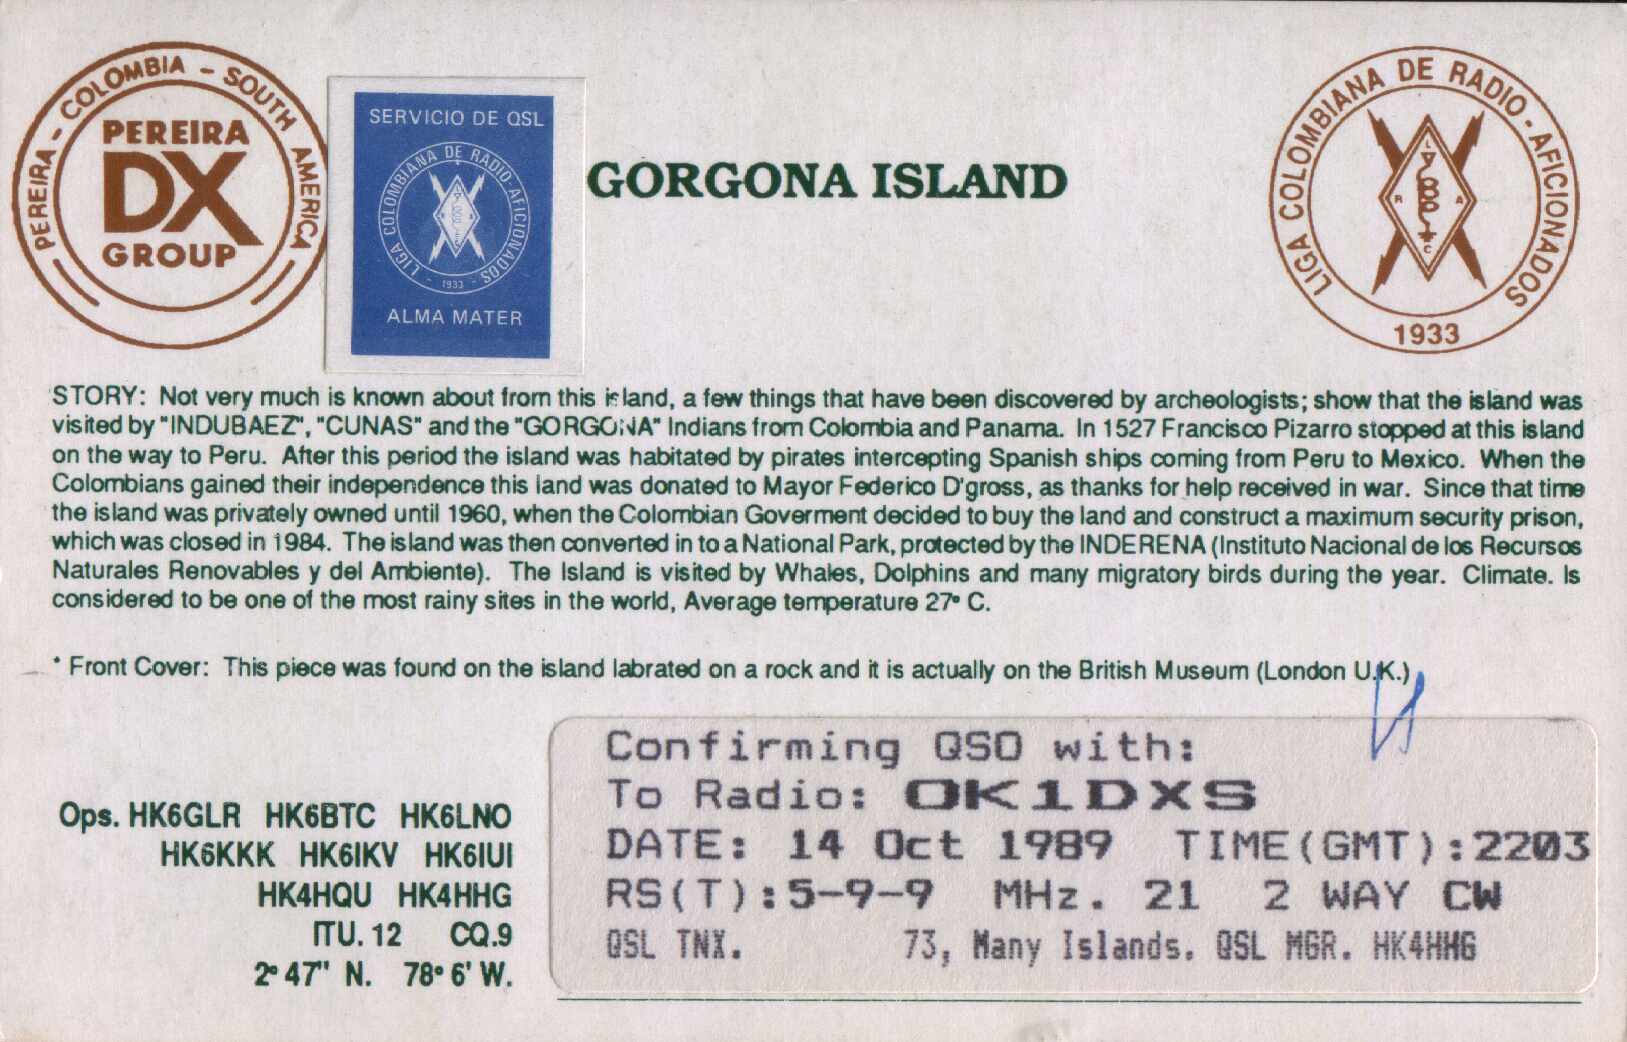 PEREIRA - COLOMBIA - SOUTH AMERICA
PEREIRA
DX
GROUP
SERVICIO DE QSL
LIGA COLOMBIANA DE RADIO-AFICIONADOS
- 1933 -
ALMA MATER
GORGONA ISLAND
LIGA COLOMBIANA DE RADIO-AFICIONADOS
L
R A
C
1933
STORY: Not very much is known about from this island, a few things that have been discovered by archeologists; show that the island was
visited by "INDUBAEZ", "CUNAS" and the "GORGONA" Indians from Colombia and Panama. In 1527 Francisco Pizarro stopped at this island
on the way to Peru. After this period the island was habitated by pirates intercepting Spanish ships coming from Peru to Mexico. When the
Colombians gained their independence this land was donated to Mayor Federico D'gross, as thanks for help received in war. Since that time
the island was privately owned until 1960, when the Colombian Goverment decided to buy the land and construct a maximum security prison,
which was closed in 1984. The island was then converted in to a National Park, protected by the INDERENA (Instituto Nacional de los Recursos
Naturales Renovables y del Ambiente). The Island is visited by Whales, Dolphins and many migratory birds during the year. Climate. Is
considered to be one of the most rainy sites in the world, Average temperature 27° C.
* Front Cover: This piece was found on the island labrated on a rock and it is actually on the British Museum (London U.K.)
Ops. HK6GLR HK6BTC HK6LNO
HK6KKK HK6IKV HK6IUI
HK4HQU HK4HHG
ITU. 12 CQ.9
2° 47" N. 78° 6' W.
Confirming QSO with:
To Radio: OK1DXS
DATE: 14 Oct 1989 TIME(GMT):2203
RS(T):5-9-9 MHz. 21 2 WAY CW
QSL TNX. 73, Many Islands. QSL MGR. HK4HHG